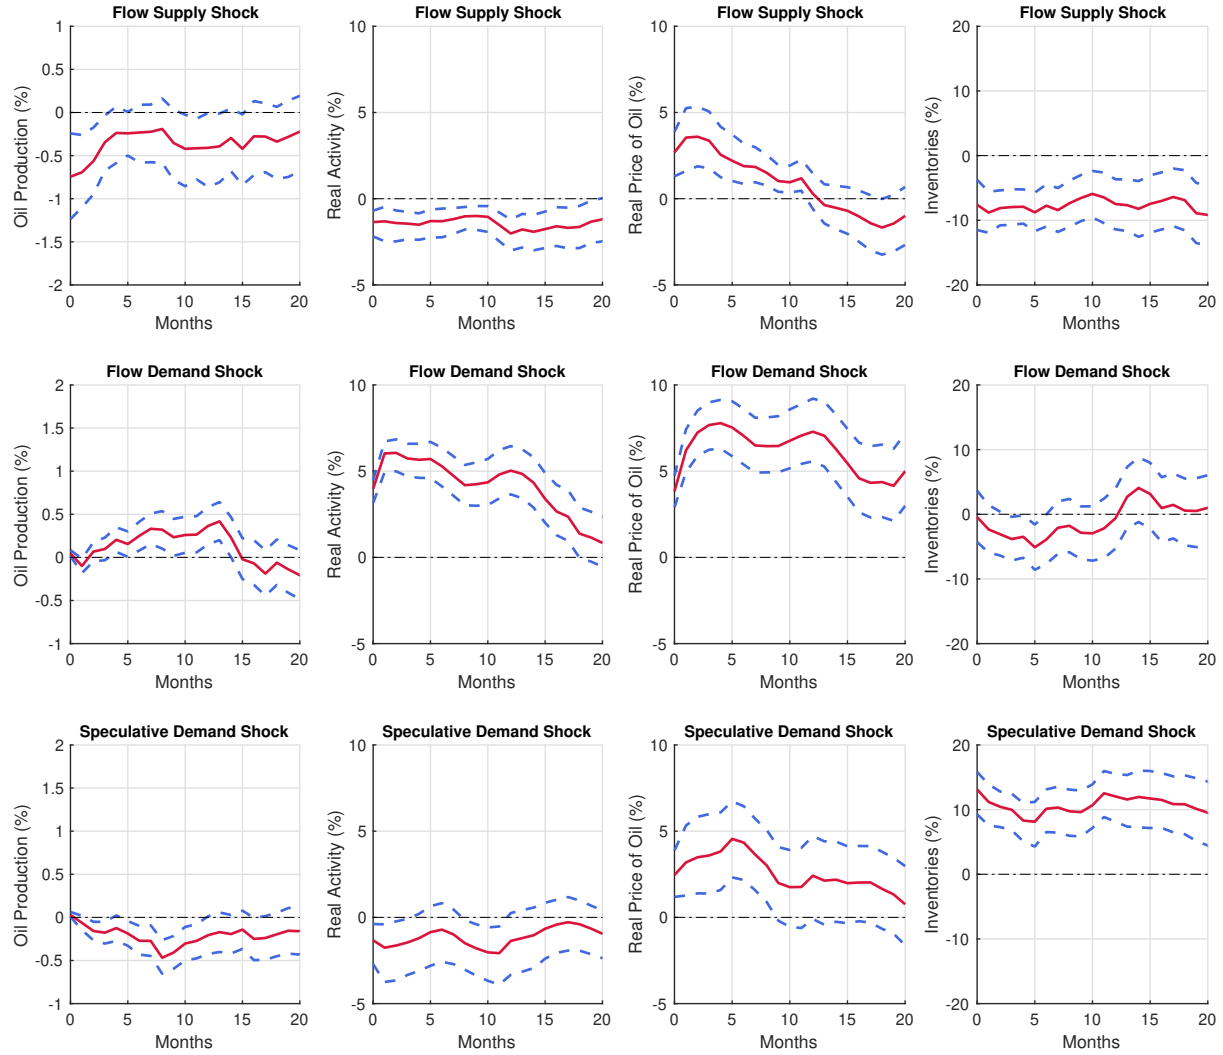 Flow Supply Shock
Oil Production (%)
1
0.5
0
-0.5
-1
-1.5
-2
0 5 10 15 20
Months
Flow Supply Shock
Real Activity (%)
10
5
0
-5
0 5 10 15 20
Months
Flow Supply Shock
Real Price of Oil (%)
10
5
0
-5
0 5 10 15 20
Months
Flow Supply Shock
Inventories (%)
20
10
0
-10
-20
0 5 10 15 20
Months
Flow Demand Shock
Oil Production (%)
2
1.5
1
0.5
0
-0.5
-1
0 5 10 15 20
Months
Flow Demand Shock
Real Activity (%)
10
5
0
-5
0 5 10 15 20
Months
Flow Demand Shock
Real Price of Oil (%)
10
5
0
-5
0 5 10 15 20
Months
Flow Demand Shock
Inventories (%)
20
10
0
-10
-20
0 5 10 15 20
Months
Speculative Demand Shock
Oil Production (%)
2
1.5
1
0.5
0
-0.5
-1
0 5 10 15 20
Months
Speculative Demand Shock
Real Activity (%)
10
5
0
-5
0 5 10 15 20
Months
Speculative Demand Shock
Real Price of Oil (%)
10
5
0
-5
0 5 10 15 20
Months
Speculative Demand Shock
Inventories (%)
20
10
0
-10
-20
0 5 10 15 20
Months